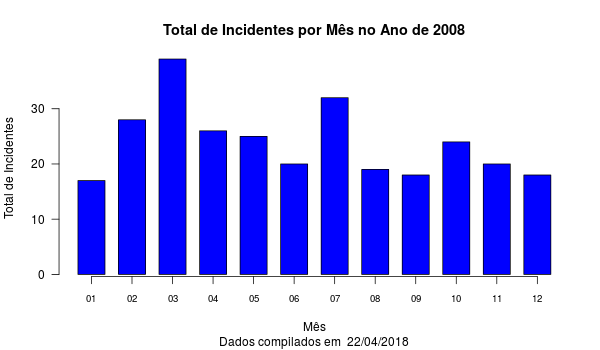 Total de Incidentes por Mês no Ano de 2008
Total de Incidentes
30
20
10
0
01 02 03 04 05 06 07 08 09 10 11 12
Mês
Dados compilados em  22/04/2018